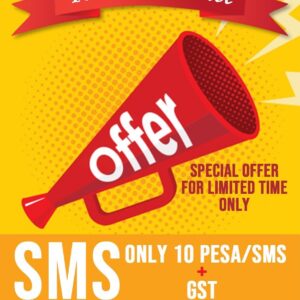 offer
SPECIAL OFFER
FOR LIMITED TIME
ONLY
SMS
ONLY 10 PESA/SMS
+
GST